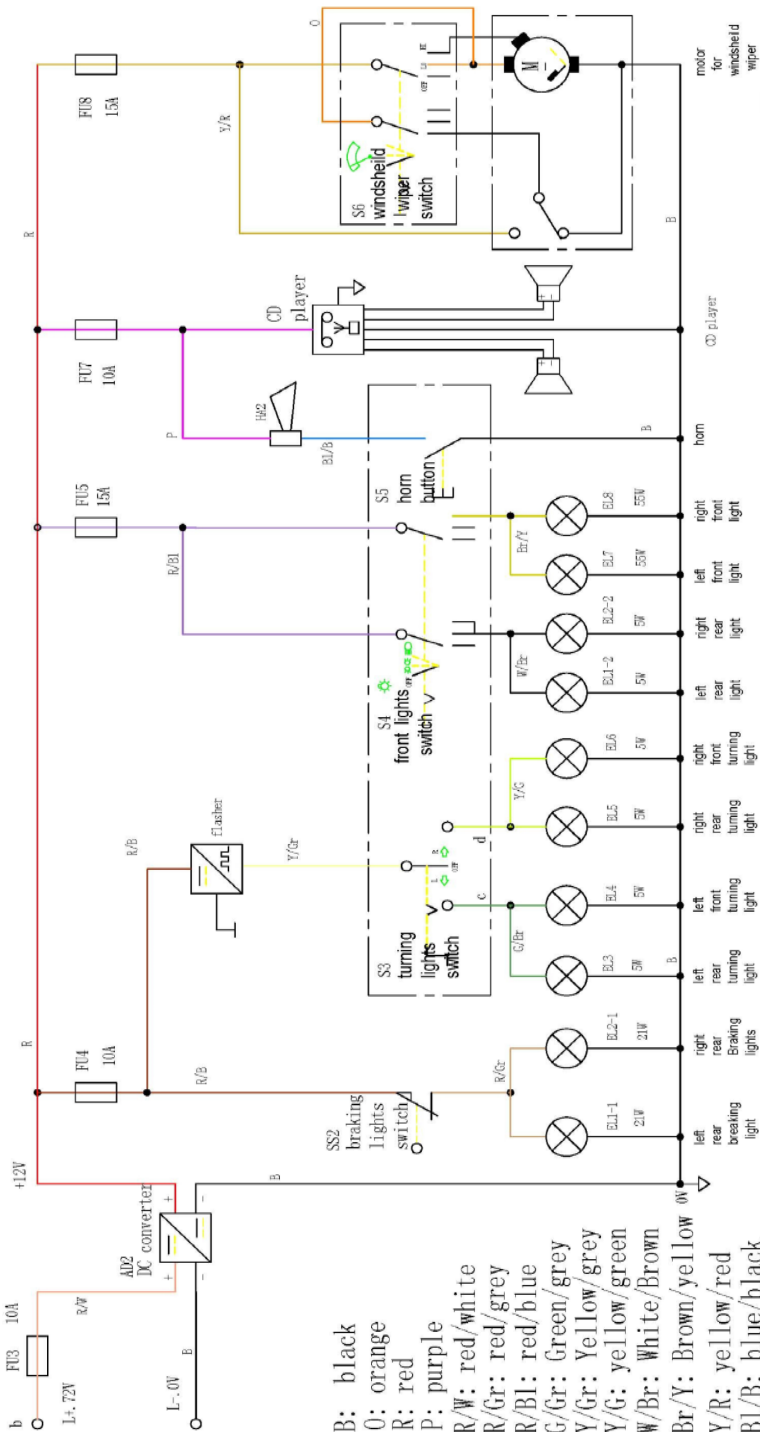 b
FU3
10A
L+.72V
R/W
L-.0V
B
AD2
DC converter
+
-
+
-
+12V
B
0V
R
FU4
10A
R/B
R/B
flasher
Y/Gr
SS2
braking
lights
switch
R/Gr
S3
turning
lights
switch
L
R
OFF
c
d
G/Br
Y/G
R
FU5
15A
R/Bl
S4
front lights
switch
OFF
W/Br
Br/Y
S5
horn
button
FU7
10A
P
HA2
Bl/B
B
CD
player
+
-
+
-
FU8
15A
Y/R
O
S6
windsheild
wiper
switch
OFF
LO
HI
M
B
B
EL1-1
21W
EL2-1
21W
EL3
5W
EL4
5W
EL5
5W
EL6
5W
EL1-2
5W
EL2-2
5W
EL7
55W
EL8
55W
left
rear
breaking
light
right
rear
Braking
lights
left
rear
turning
light
left
front
turning
light
right
rear
turning
light
right
front
turning
light
left
rear
light
right
rear
light
left
front
light
right
front
light
horn
CD player
motor
for
windsheild
wiper
B: black
O: orange
R: red
P: purple
R/W: red/white
R/Gr: red/grey
R/Bl: red/blue
G/Gr: Green/grey
Y/Gr: Yellow/grey
Y/G: yellow/green
W/Br: White/Brown
Br/Y: Brown/yellow
Y/R: yellow/red
Bl/B: blue/black